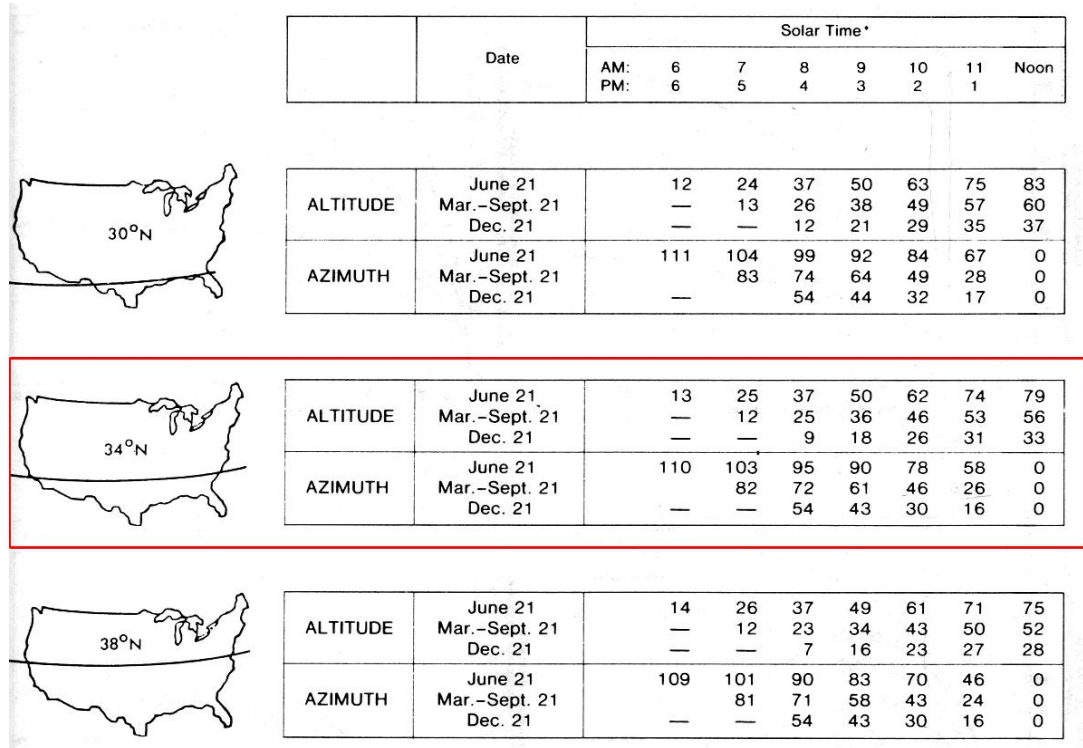 Solar Time*
Date
AM: 6 7 8 9 10 11 Noon
PM: 6 5 4 3 2 1
30°N
ALTITUDE
June 21 12 24 37 50 63 75 83
Mar.–Sept. 21 — 13 26 38 49 57 60
Dec. 21 — — 12 21 29 35 37
AZIMUTH
June 21 111 104 99 92 84 67 0
Mar.–Sept. 21 83 74 64 49 28 0
Dec. 21 — 54 44 32 17 0
34°N
ALTITUDE
June 21 13 25 37 50 62 74 79
Mar.–Sept. 21 — 12 25 36 46 53 56
Dec. 21 — — 9 18 26 31 33
AZIMUTH
June 21 110 103 95 90 78 58 0
Mar.–Sept. 21 82 72 61 46 26 0
Dec. 21 — — 54 43 30 16 0
38°N
ALTITUDE
June 21 14 26 37 49 61 71 75
Mar.–Sept. 21 — 12 23 34 43 50 52
Dec. 21 — — 7 16 23 27 28
AZIMUTH
June 21 109 101 90 83 70 46 0
Mar.–Sept. 21 81 71 58 43 24 0
Dec. 21 — — 54 43 30 16 0